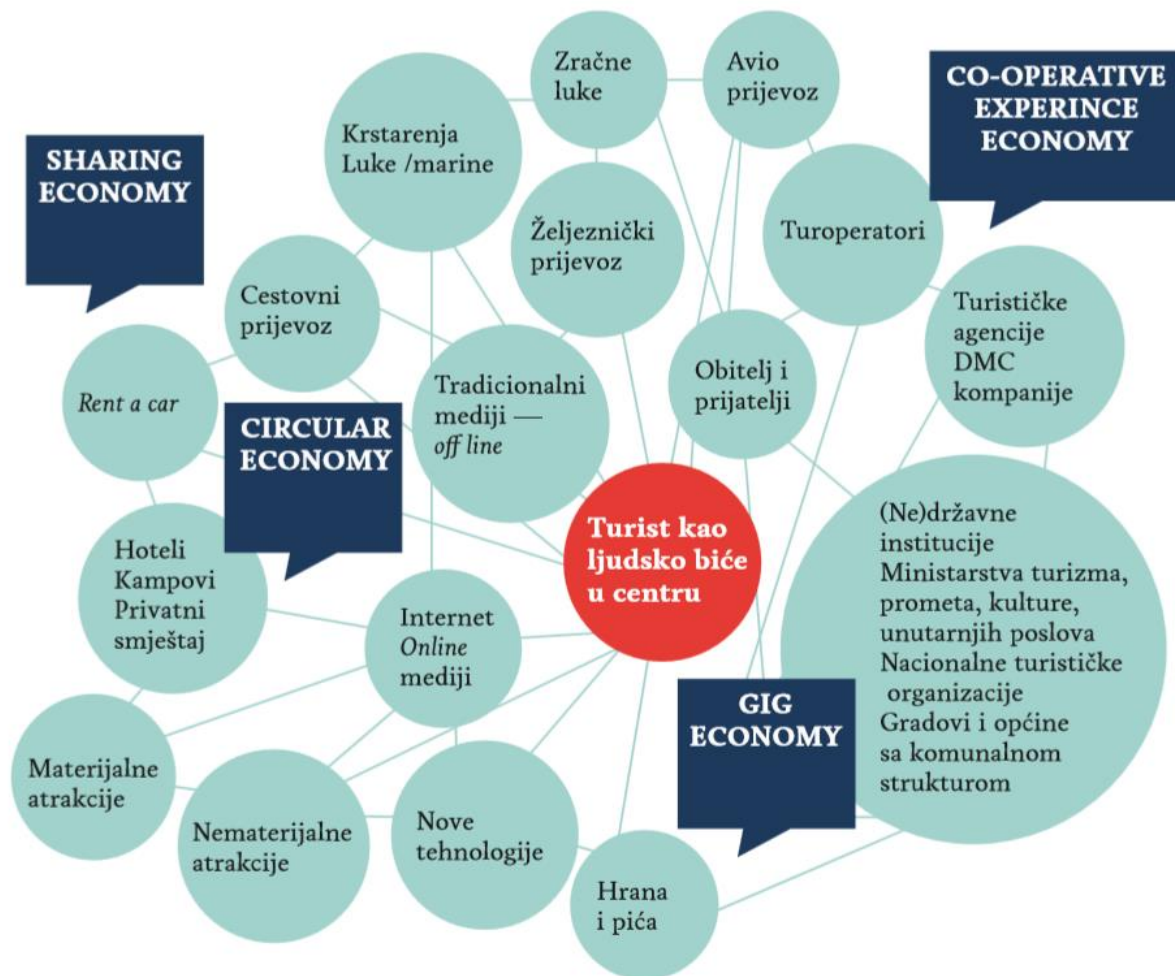 Zračne
luke
Avio
prijevoz
CO-OPERATIVE
EXPERINCE
ECONOMY
SHARING
ECONOMY
Krstarenja
Luke /marine
Željeznički
prijevoz
Turoperatori
Cestovni
prijevoz
Turističke
agencije
DMC
kompanije
Rent a car
Tradicionalni
mediji —
off line
Obitelj i
prijatelji
CIRCULAR
ECONOMY
Turist kao
ljudsko biće
u centru
(Ne)državne
institucije
Ministarstva turizma,
prometa, kulture,
unutarnjih poslova
Nacionalne turističke
organizacije
Gradovi i općine
sa komunalnom
strukturom
Hoteli
Kampovi
Privatni
smještaj
Internet
Online
mediji
GIG
ECONOMY
Materijalne
atrakcije
Nematerijalne
atrakcije
Nove
tehnologije
Hrana
i pića